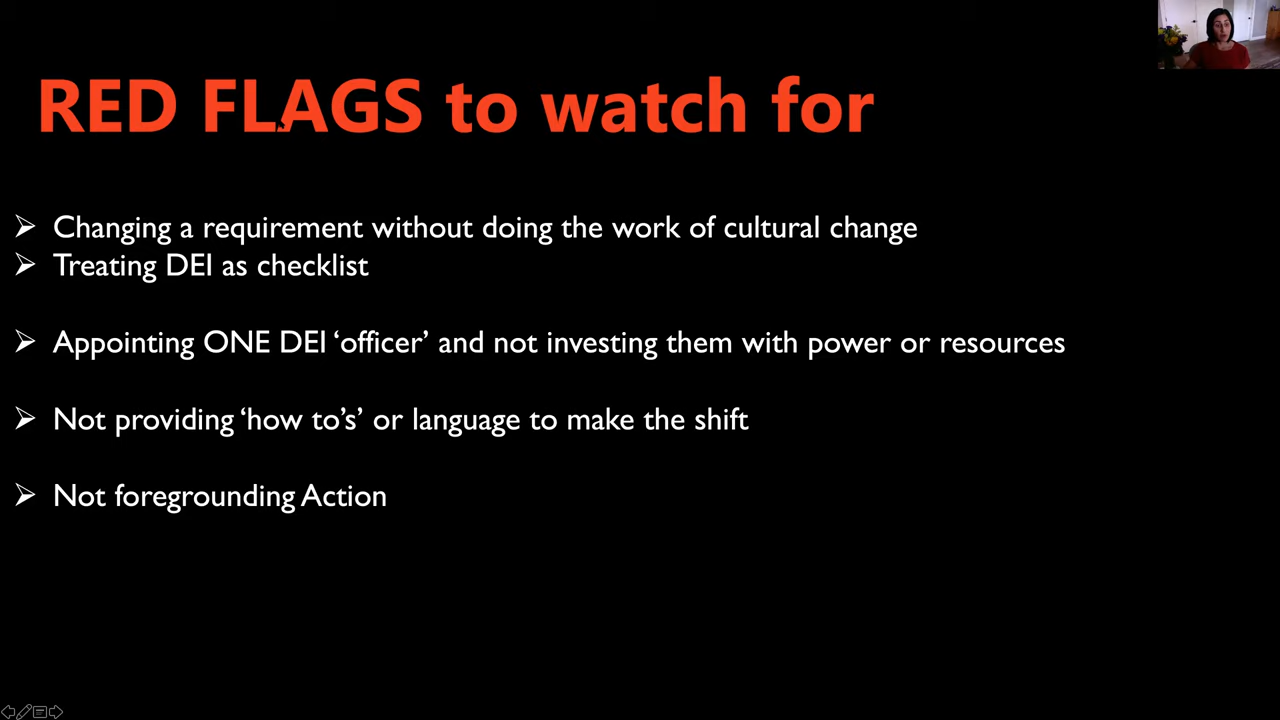 RED FLAGS to watch for
➢ Changing a requirement without doing the work of cultural change
➢ Treating DEI as checklist
➢ Appointing ONE DEI ‘officer’ and not investing them with power or resources
➢ Not providing ‘how to’s’ or language to make the shift
➢ Not foregrounding Action